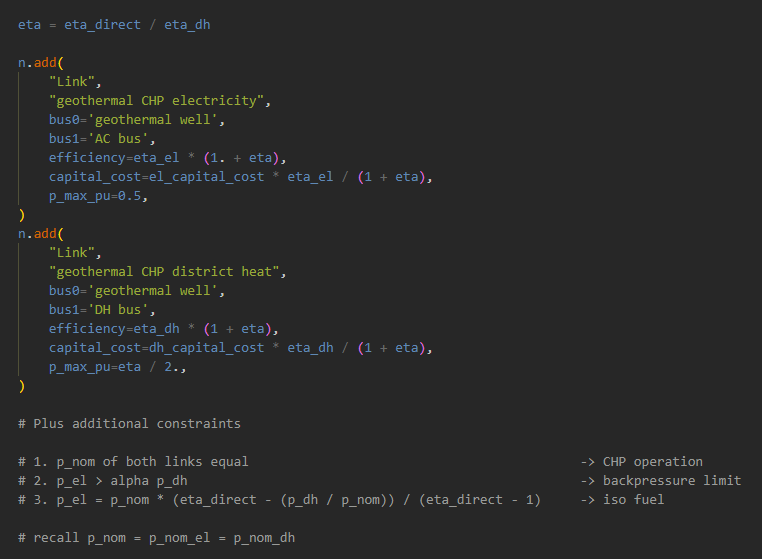 eta = eta_direct / eta_dh
n.add(
"Link",
"geothermal CHP electricity",
bus0='geothermal well',
bus1='AC bus',
efficiency=eta_el * (1. + eta),
capital_cost=el_capital_cost * eta_el / (1 + eta),
p_max_pu=0.5,
)
n.add(
"Link",
"geothermal CHP district heat",
bus0='geothermal well',
bus1='DH bus',
efficiency=eta_dh * (1 + eta),
capital_cost=dh_capital_cost * eta_dh / (1 + eta),
p_max_pu=eta / 2.,
)
# Plus additional constraints
# 1. p_nom of both links equal -> CHP operation
# 2. p_el > alpha p_dh -> backpressure limit
# 3. p_el = p_nom * (eta_direct - (p_dh / p_nom)) / (eta_direct - 1) -> iso fuel
# recall p_nom = p_nom_el = p_nom_dh